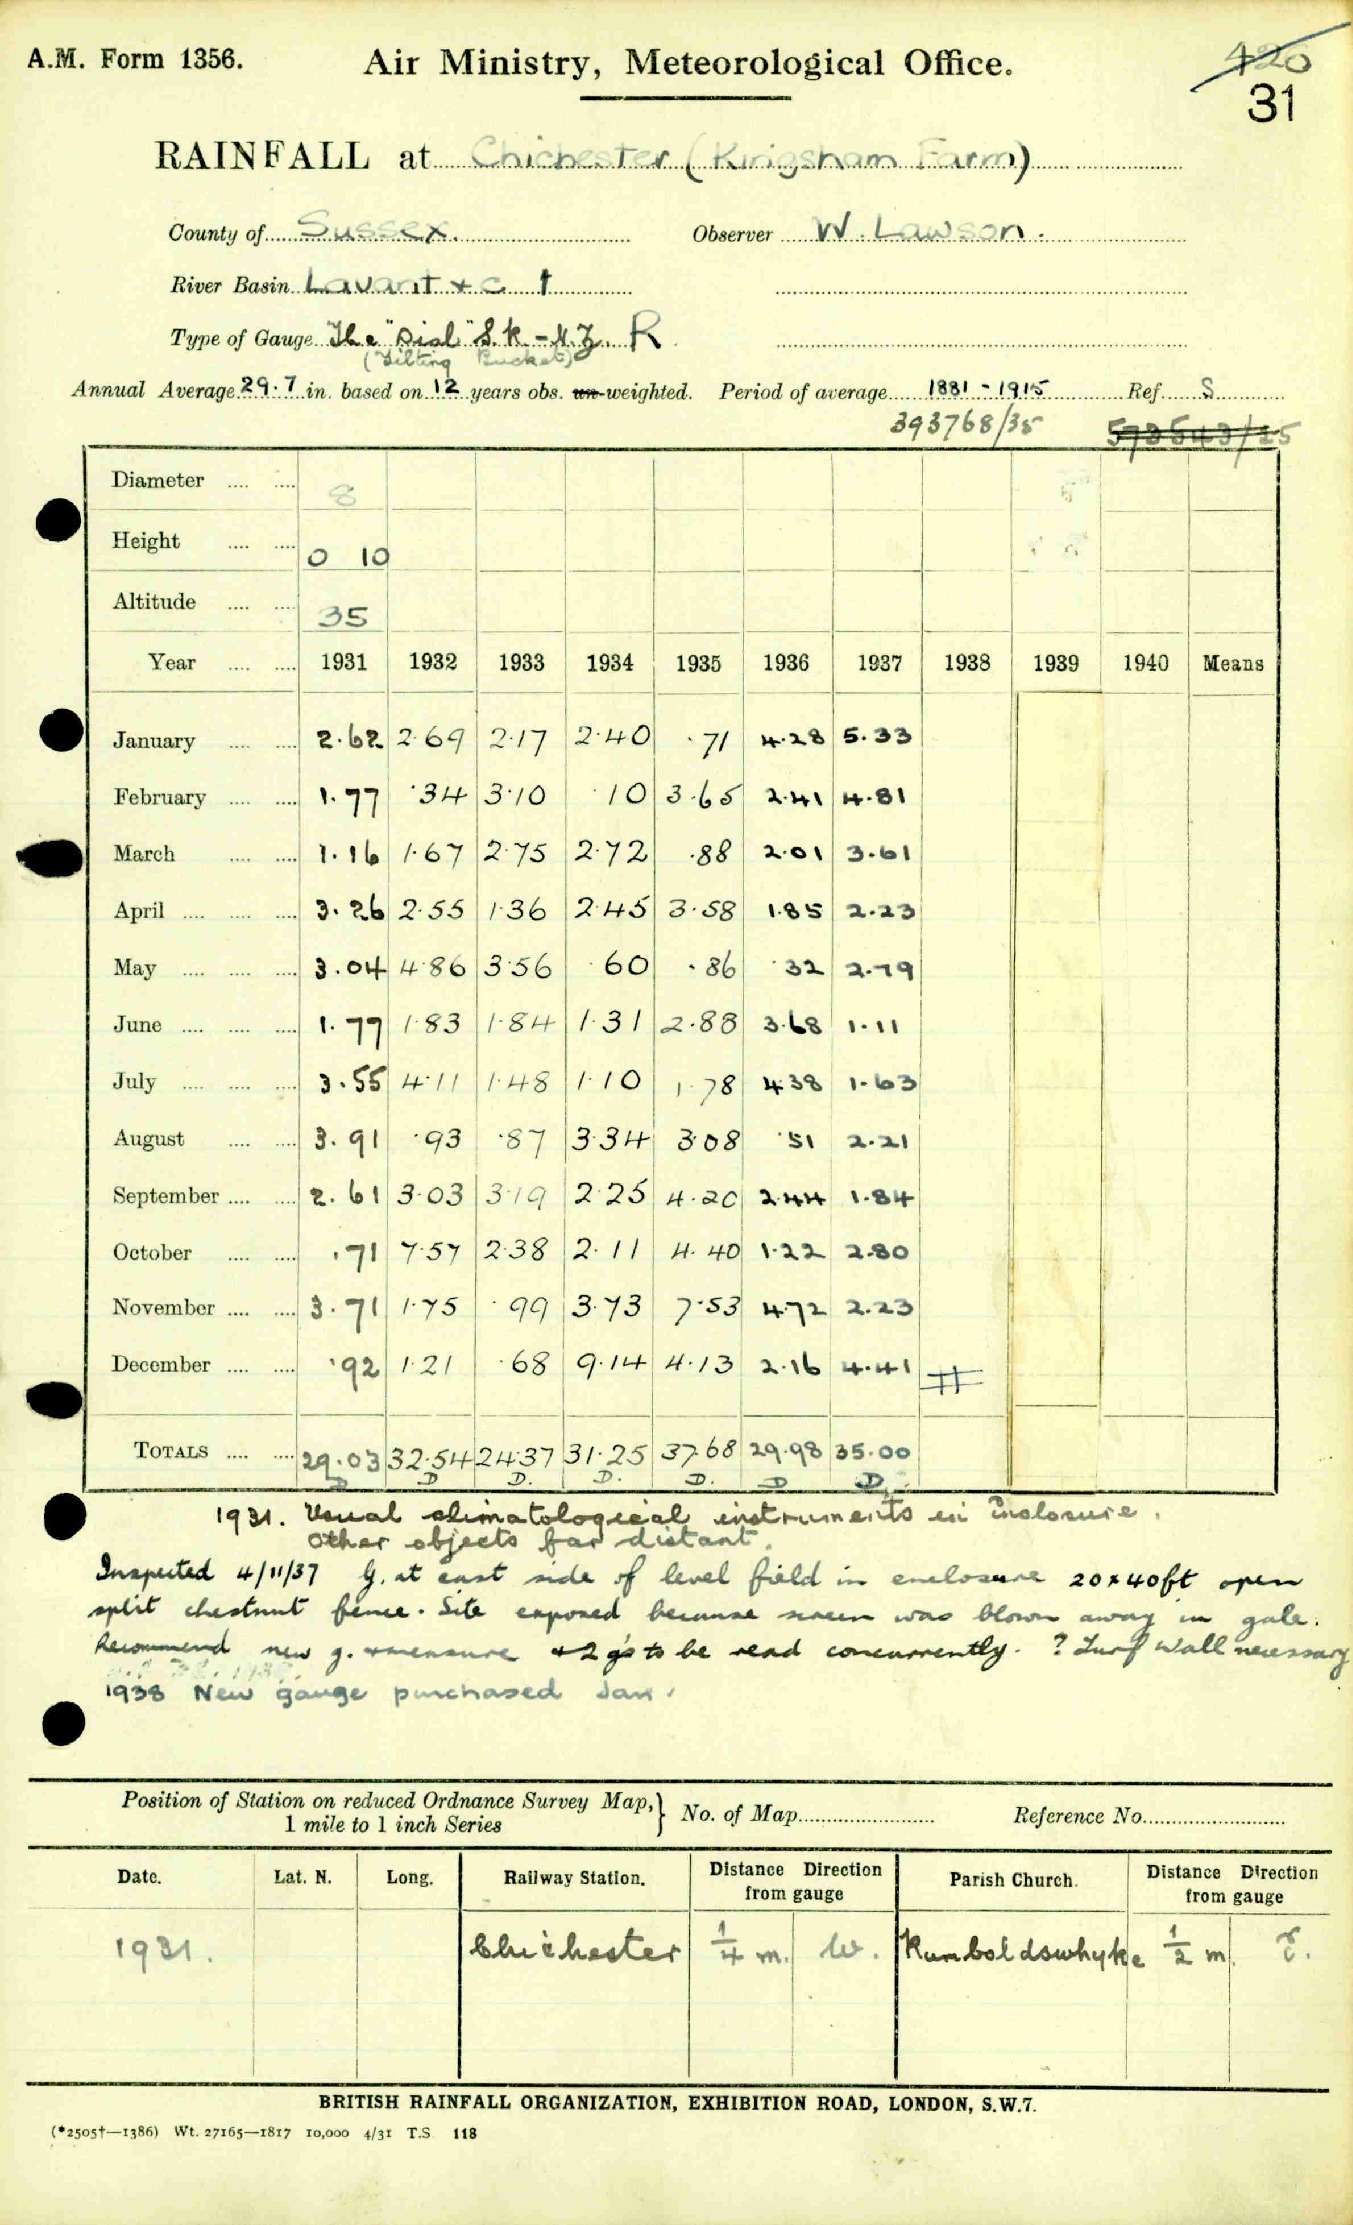 A.M. Form 1356.
Air Ministry, Meteorological Office.
420
31
RAINFALL at Chichester (Kingsham Farm)
County of Sussex. Observer W. Lawson.
River Basin Lavant & c †
Type of Gauge The "Dial" S.K.-N.Z. R
(Tilting Bucket)
Annual Average 29.7 in. based on 12 years obs. un-weighted. Period of average 1881-1915 Ref. S
393768/35 573543/25
Diameter .... .... 8
Height .... .... 0 10
Altitude .... .... 35
Year .... .... 1931 1932 1933 1934 1935 1936 1937 1938 1939 1940 Means
January .... .... 2.62 2.69 2.17 2.40 .71 4.28 5.33
February .... .... 1.77 .34 3.10 .10 3.65 2.41 4.81
March .... .... 1.16 1.67 2.75 2.72 .88 2.01 3.61
April .... .... .... 3.26 2.55 1.36 2.45 3.58 1.85 2.23
May .... .... .... 3.04 4.86 3.56 .60 .86 .32 2.79
June .... .... .... 1.77 1.83 1.84 1.31 2.88 3.68 1.11
July .... .... .... 3.55 4.11 1.48 1.10 1.78 4.38 1.63
August .... .... 3.91 .93 .87 3.34 3.08 .51 2.21
September .... .... 2.61 3.03 3.19 2.25 4.20 2.44 1.84
October .... .... .71 7.57 2.38 2.11 4.40 1.22 2.80
November .... .... 3.71 1.75 .99 3.73 7.53 4.72 2.23
December .... .... .92 1.21 .68 9.14 4.13 2.16 4.41
TOTALS .... .... 29.03 32.54 24.37 31.25 37.68 29.98 35.00
D D D. D. D. D D
1931. Usual climatological instruments in Inclosure.
Other objects far distant.
Inspected 4/11/37 G. at east side of level field in enclosure 20x40ft open
split chestnut fence. Site exposed because screen was blown away in gale.
Recommend new g. & measure & 2 g's to be read concurrently. ? Turf Wall necessary
1938 New gauge purchased Jan.
Position of Station on reduced Ordnance Survey Map,} No. of Map Reference No.
1 mile to 1 inch Series
Date. Lat. N. Long. Railway Station. Distance Direction from gauge Parish Church. Distance Direction from gauge
1931. Chichester 1/4 m. W. Rumboldswhyke 1/2 m. E.
BRITISH RAINFALL ORGANIZATION, EXHIBITION ROAD, LONDON, S.W.7.
(*2505†—1386) Wt. 27165—1817 10,000 4/31 T.S. 118